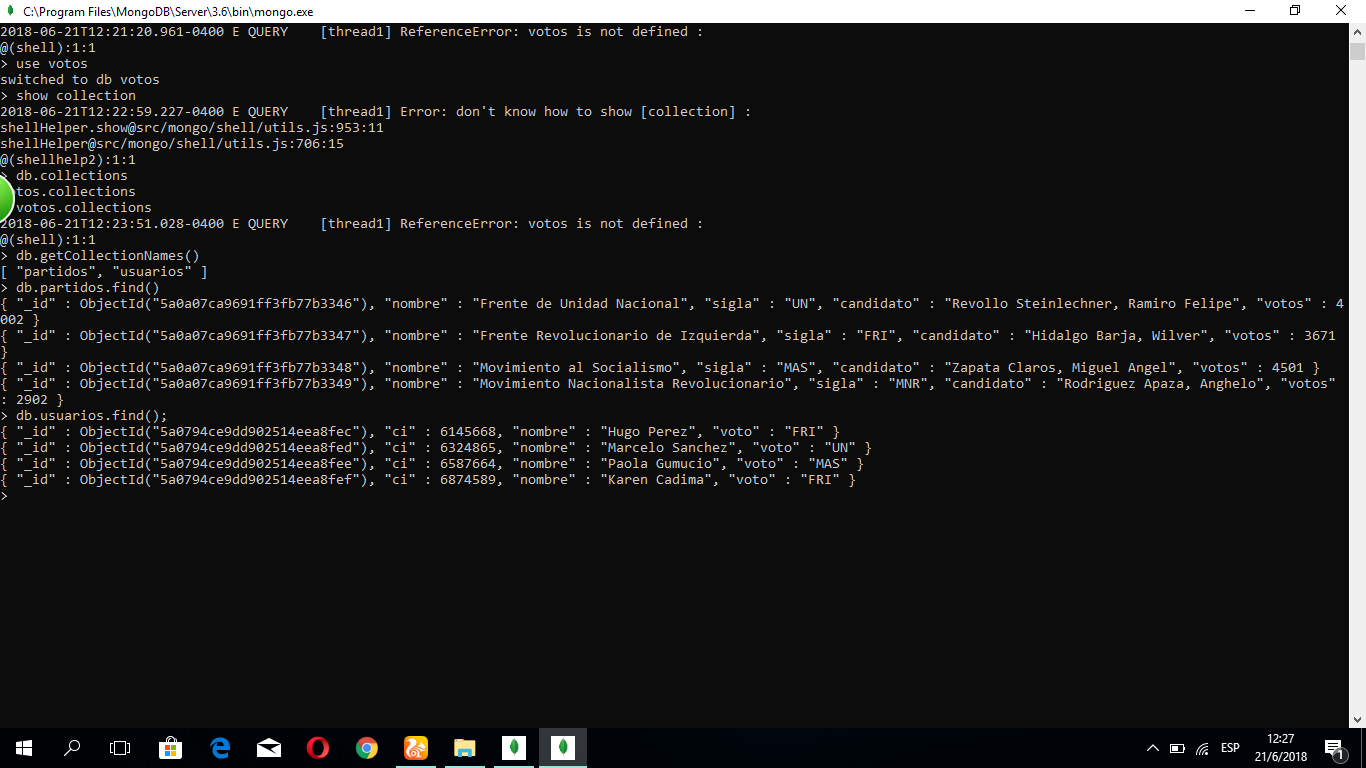 C:\Program Files\MongoDB\Server\3.6\bin\mongo.exe
2018-06-21T12:21:20.961-0400 E QUERY    [thread1] ReferenceError: votos is not defined :
@(shell):1:1
> use votos
switched to db votos
> show collection
2018-06-21T12:22:59.227-0400 E QUERY    [thread1] Error: don't know how to show [collection] :
shellHelper.show@src/mongo/shell/utils.js:953:11
shellHelper@src/mongo/shell/utils.js:706:15
@(shellhelp2):1:1
> db.collections
tos.collections
votos.collections
2018-06-21T12:23:51.028-0400 E QUERY    [thread1] ReferenceError: votos is not defined :
@(shell):1:1
> db.getCollectionNames()
[ "partidos", "usuarios" ]
> db.partidos.find()
{ "_id" : ObjectId("5a0a07ca9691ff3fb77b3346"), "nombre" : "Frente de Unidad Nacional", "sigla" : "UN", "candidato" : "Revollo Steinlechner, Ramiro Felipe", "votos" : 4
002 }
{ "_id" : ObjectId("5a0a07ca9691ff3fb77b3347"), "nombre" : "Frente Revolucionario de Izquierda", "sigla" : "FRI", "candidato" : "Hidalgo Barja, Wilver", "votos" : 3671
}
{ "_id" : ObjectId("5a0a07ca9691ff3fb77b3348"), "nombre" : "Movimiento al Socialismo", "sigla" : "MAS", "candidato" : "Zapata Claros, Miguel Angel", "votos" : 4501 }
{ "_id" : ObjectId("5a0a07ca9691ff3fb77b3349"), "nombre" : "Movimiento Nacionalista Revolucionario", "sigla" : "MNR", "candidato" : "Rodriguez Apaza, Anghelo", "votos"
: 2902 }
> db.usuarios.find();
{ "_id" : ObjectId("5a0794ce9dd902514eea8fec"), "ci" : 6145668, "nombre" : "Hugo Perez", "voto" : "FRI" }
{ "_id" : ObjectId("5a0794ce9dd902514eea8fed"), "ci" : 6324865, "nombre" : "Marcelo Sanchez", "voto" : "UN" }
{ "_id" : ObjectId("5a0794ce9dd902514eea8fee"), "ci" : 6587664, "nombre" : "Paola Gumucio", "voto" : "MAS" }
{ "_id" : ObjectId("5a0794ce9dd902514eea8fef"), "ci" : 6874589, "nombre" : "Karen Cadima", "voto" : "FRI" }
>
ESP
12:27
21/6/2018
1